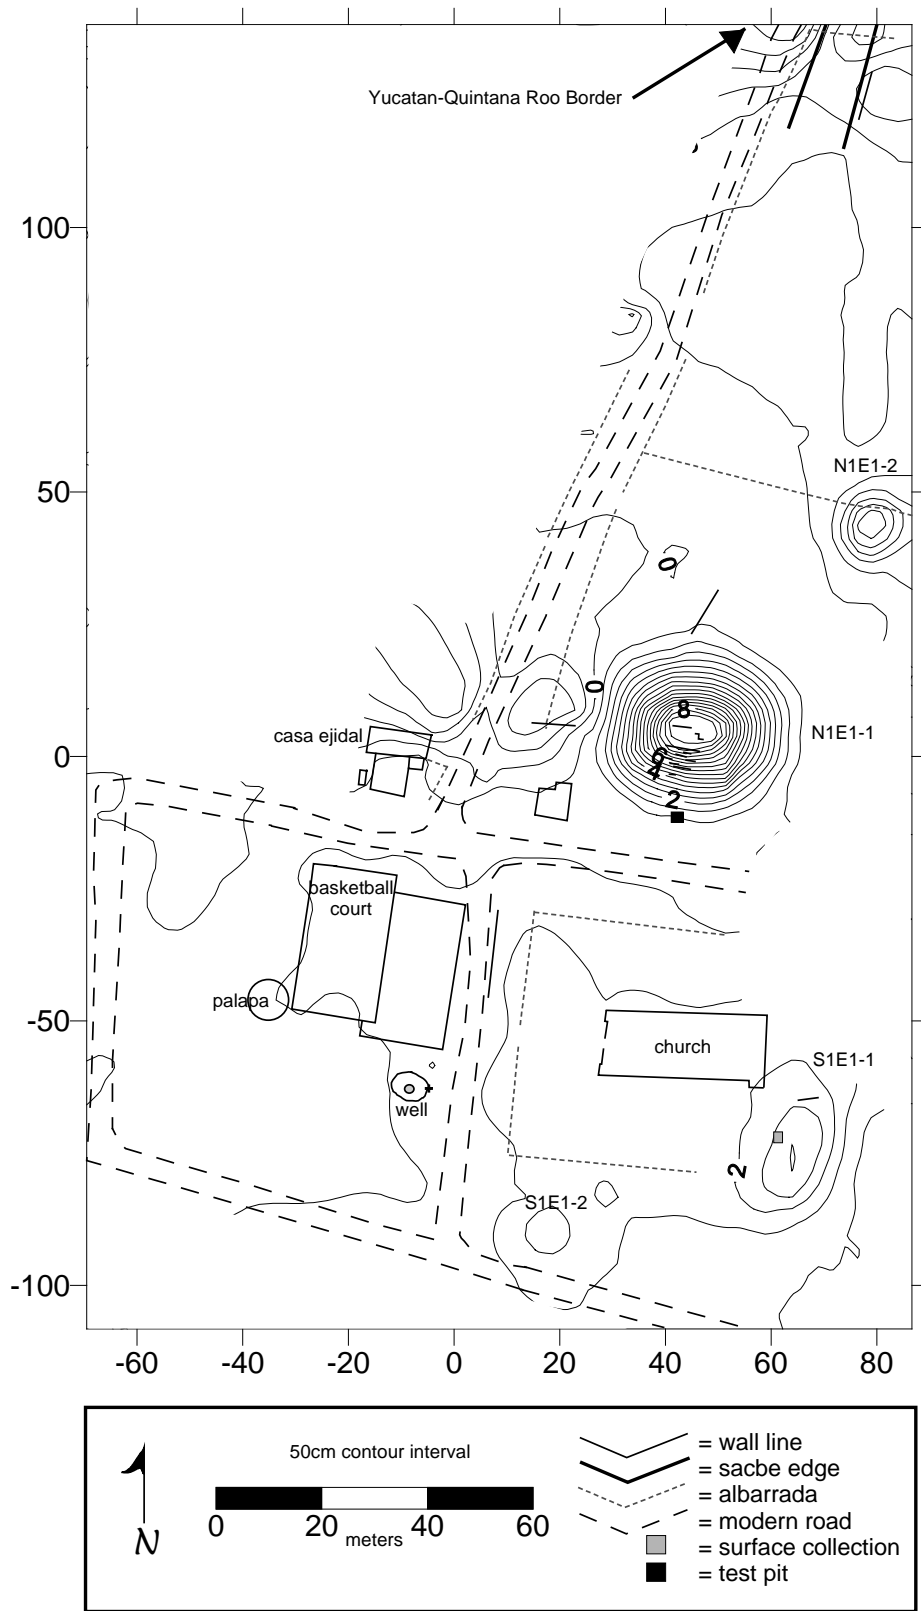 Yucatan-Quintana Roo Border
100
50
N1E1-2
0
0
8
casa ejidal
N1E1-1
0
6
4
2
basketball
court
palapa
-50
church
S1E1-1
well
2
S1E1-2
-100
-60 -40 -20 0 20 40 60 80
50cm contour interval
0 20 40 60
meters
N
= wall line
= sacbe edge
= albarrada
= modern road
= surface collection
= test pit